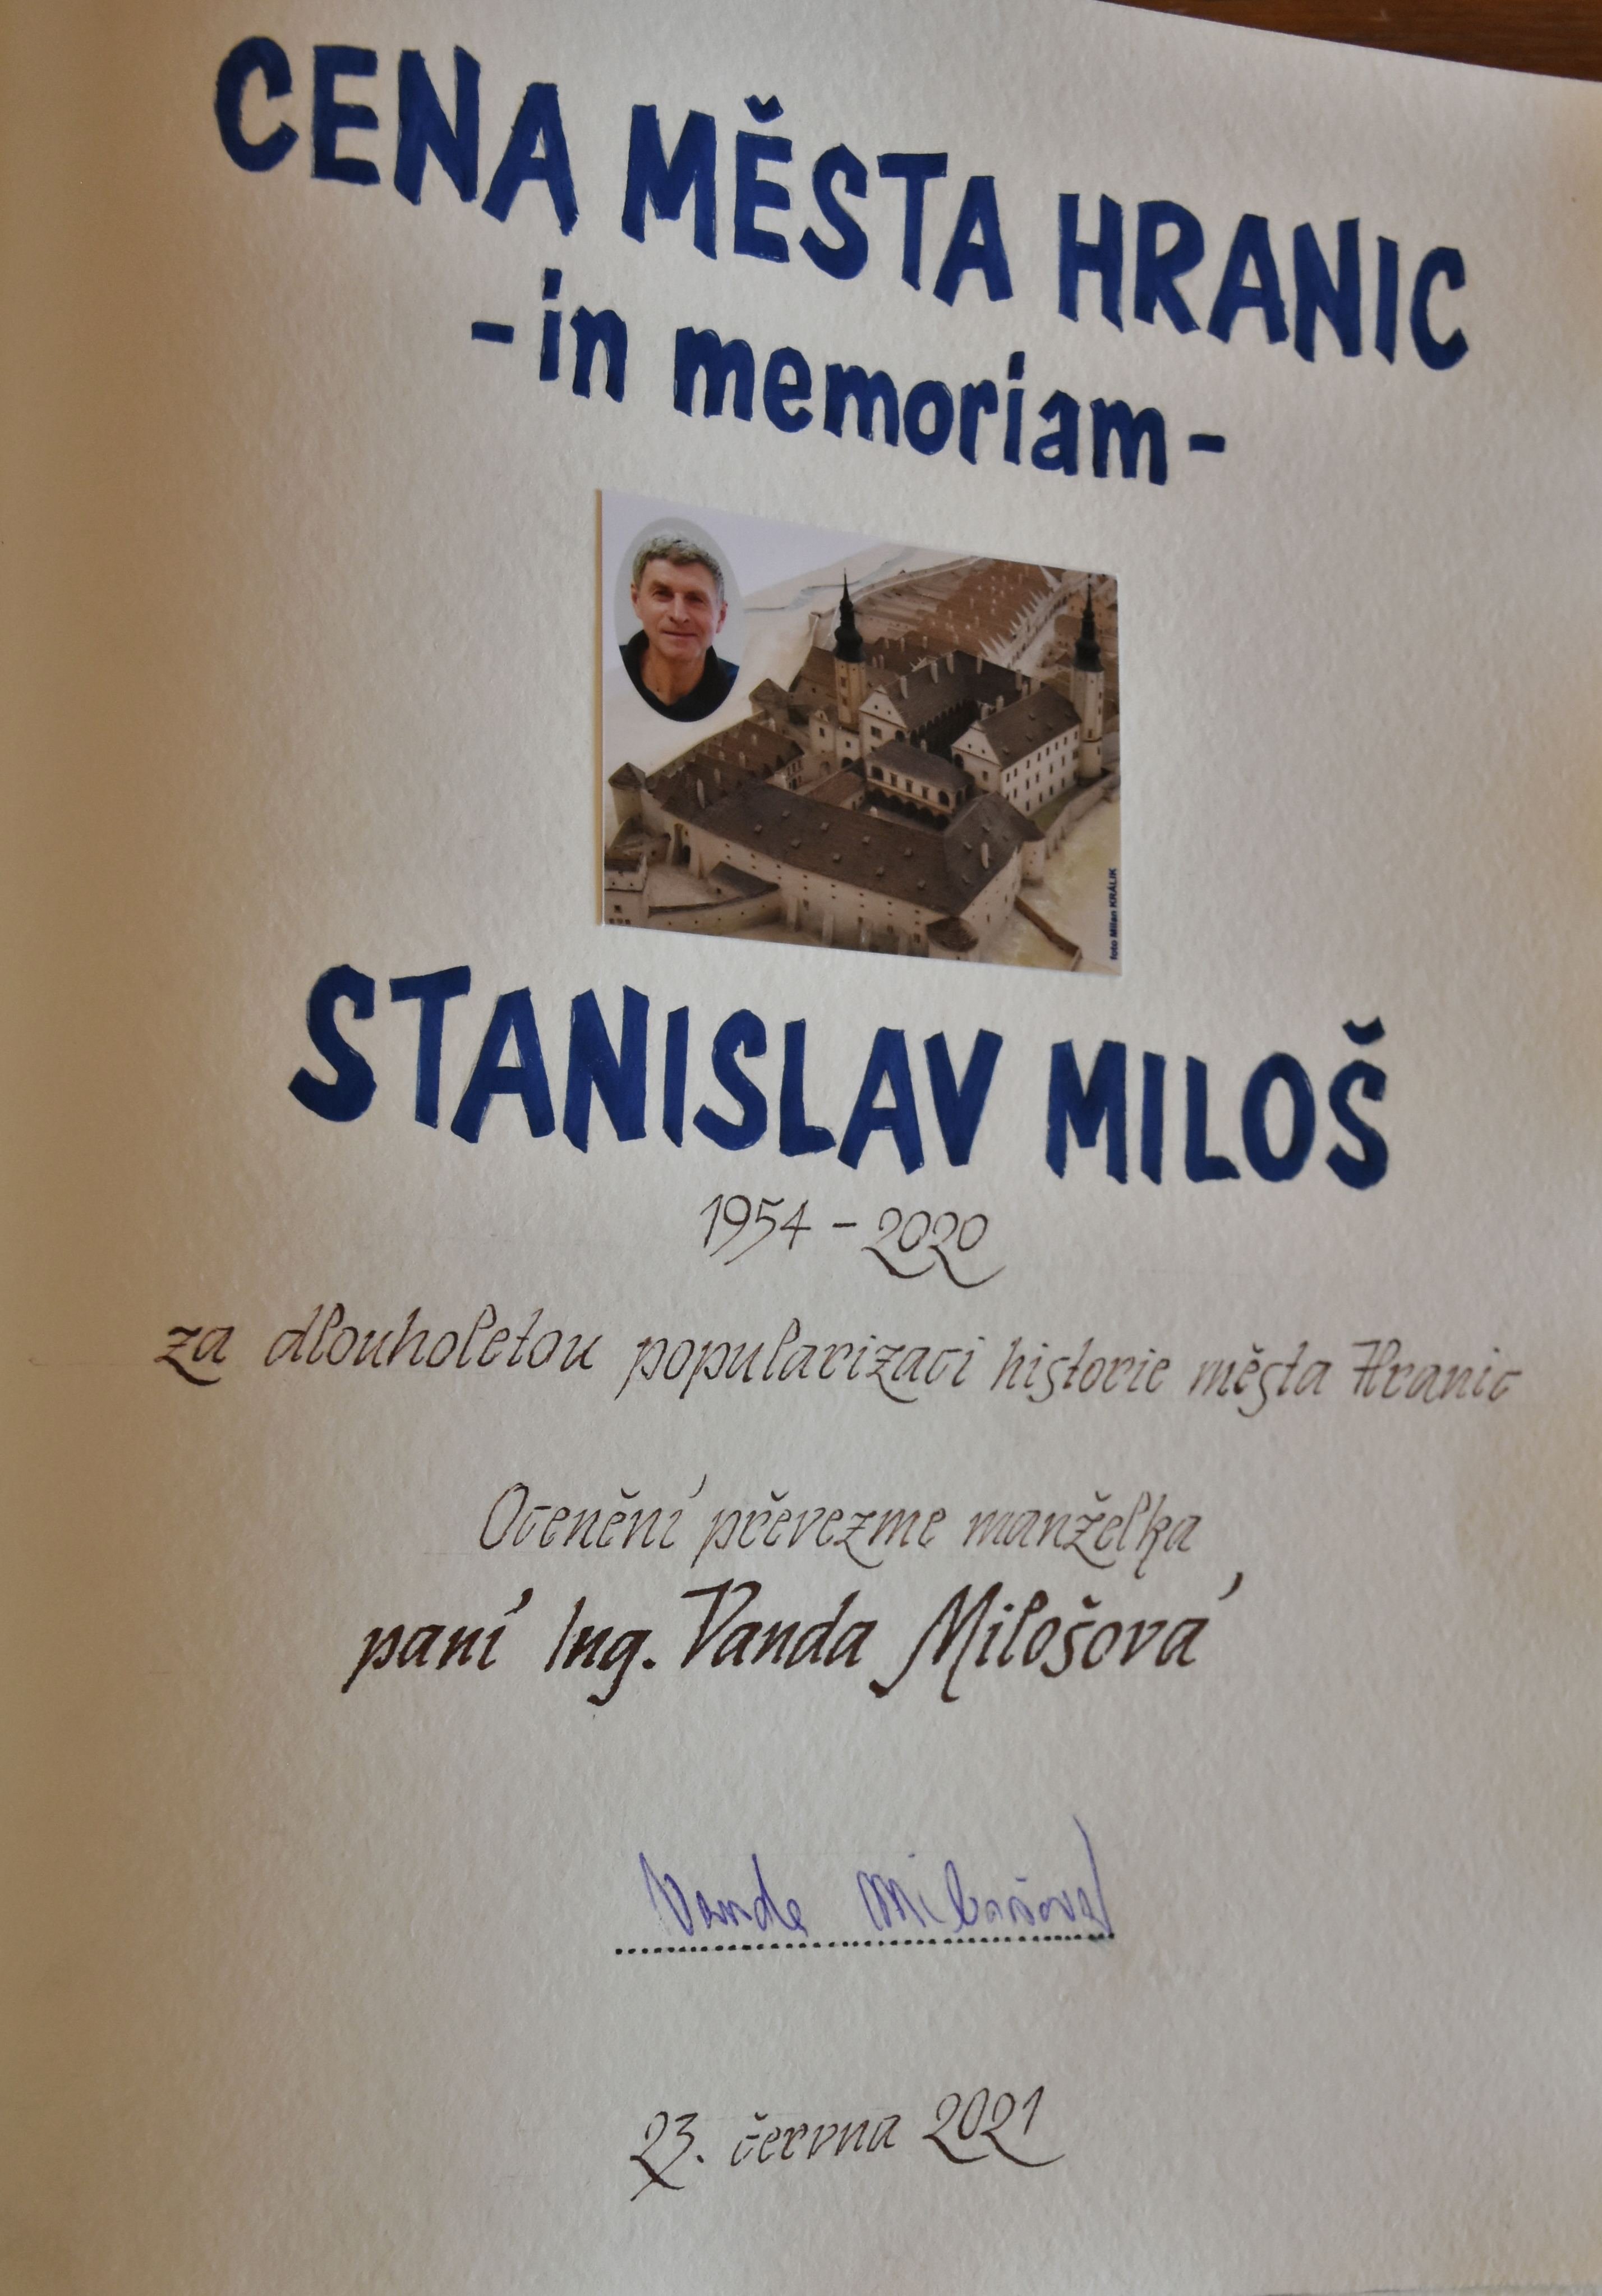 CENA MĚSTA HRANIC
- in memoriam -
foto Milan KRÁLIK
STANISLAV MILOŠ
1954 - 2020
za dlouholetou popularizaci historie města Hranic
Ocenění převezme manželka
paní Ing. Vanda Milošová
Vanda Milošová
23. června 2021